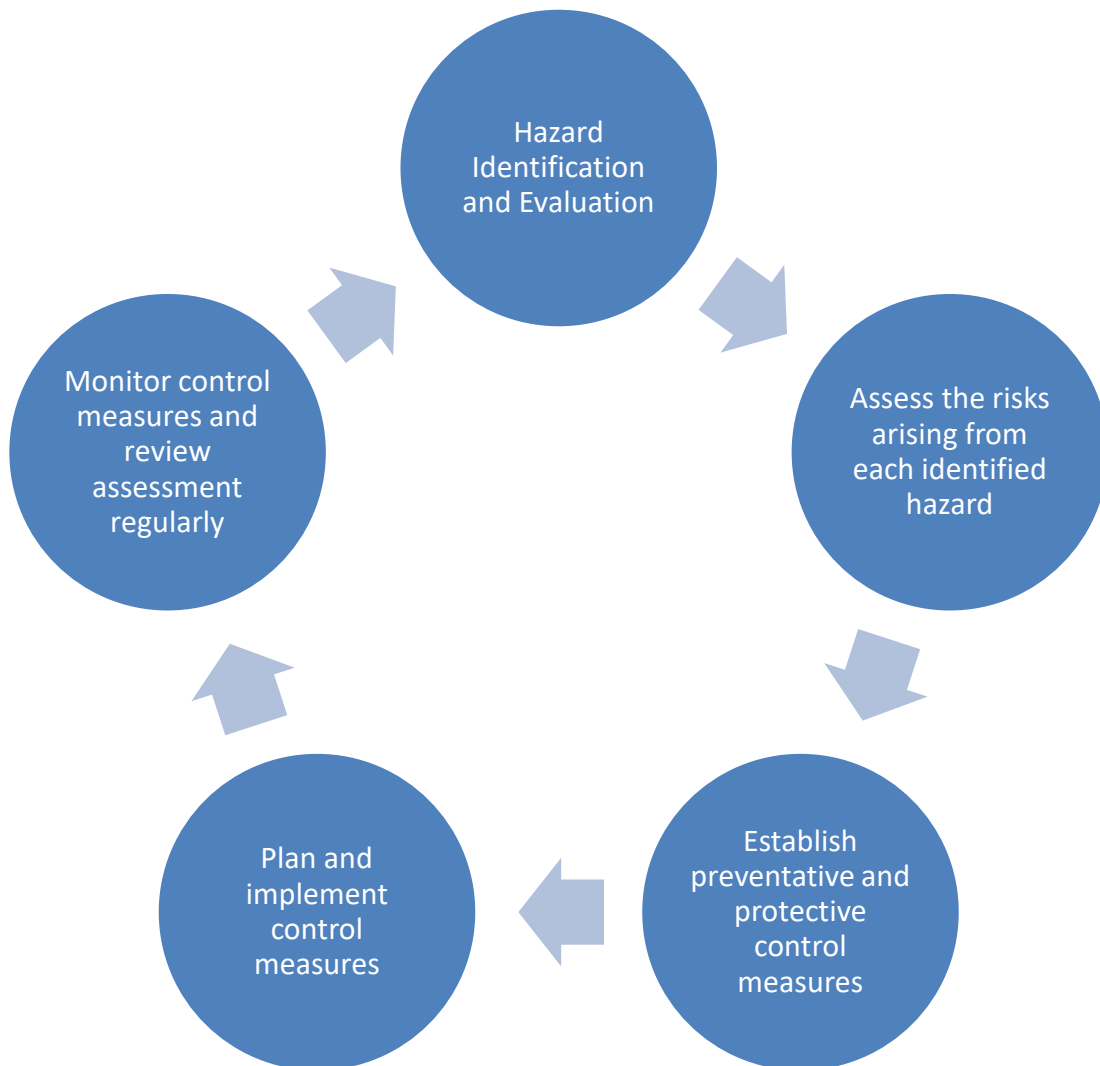 Hazard
Identification
and Evaluation
Assess the risks
arising from
each identified
hazard
Establish
preventative and
protective
control
measures
Plan and
implement
control
measures
Monitor control
measures and
review
assessment
regularly